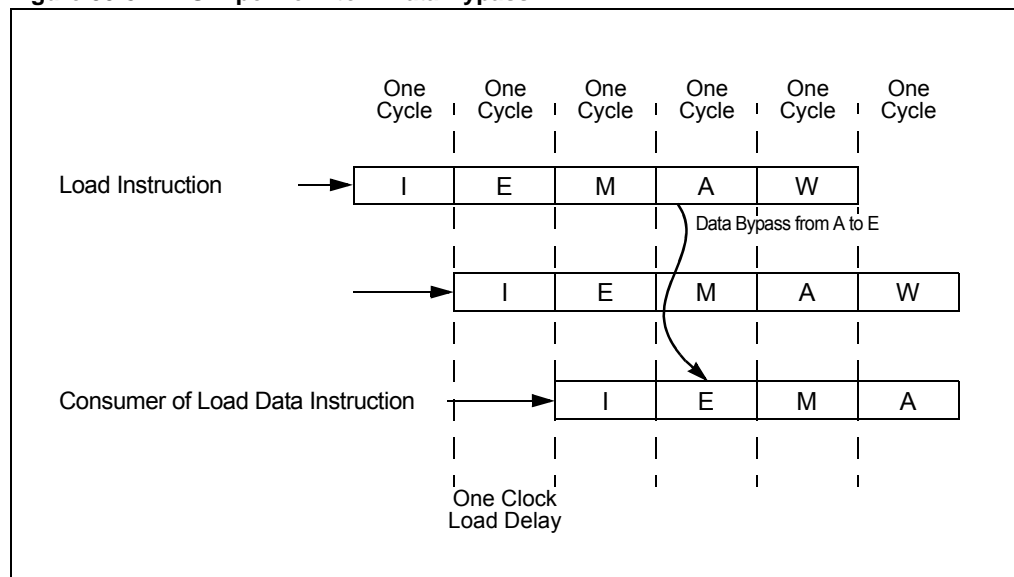 One Cycle
One Cycle
One Cycle
One Cycle
One Cycle
One Cycle
Load Instruction
I E M A W
Data Bypass from A to E
I E M A W
Consumer of Load Data Instruction
I E M A
One Clock
Load Delay